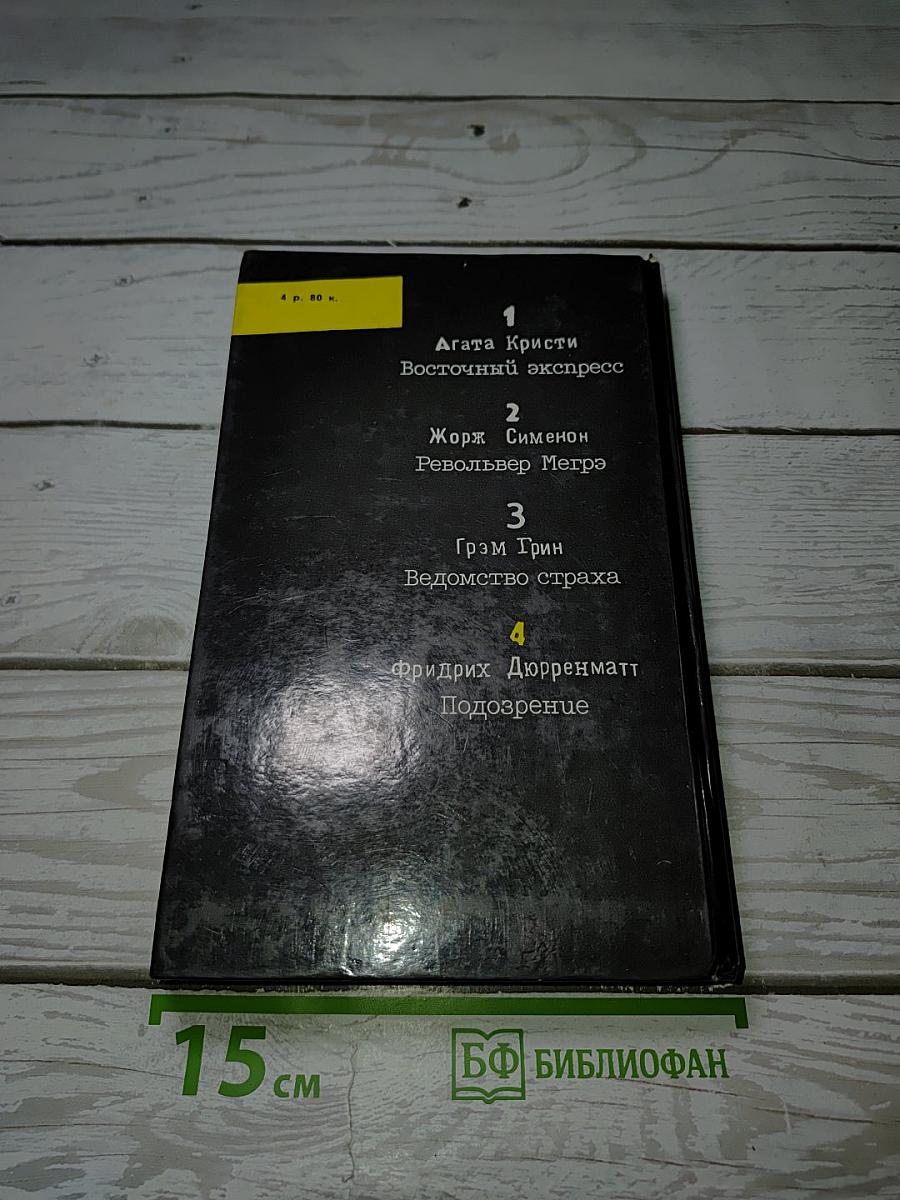 4 р. 80 к.
1
Агата Кристи
Восточный экспресс
2
Жорж Сименон
Револьвер Мегрэ
3
Грэм Грин
Ведомство страха
4
Фридрих Дюрренматт
Подозрение
15 см
БФ БИБЛИОФАН